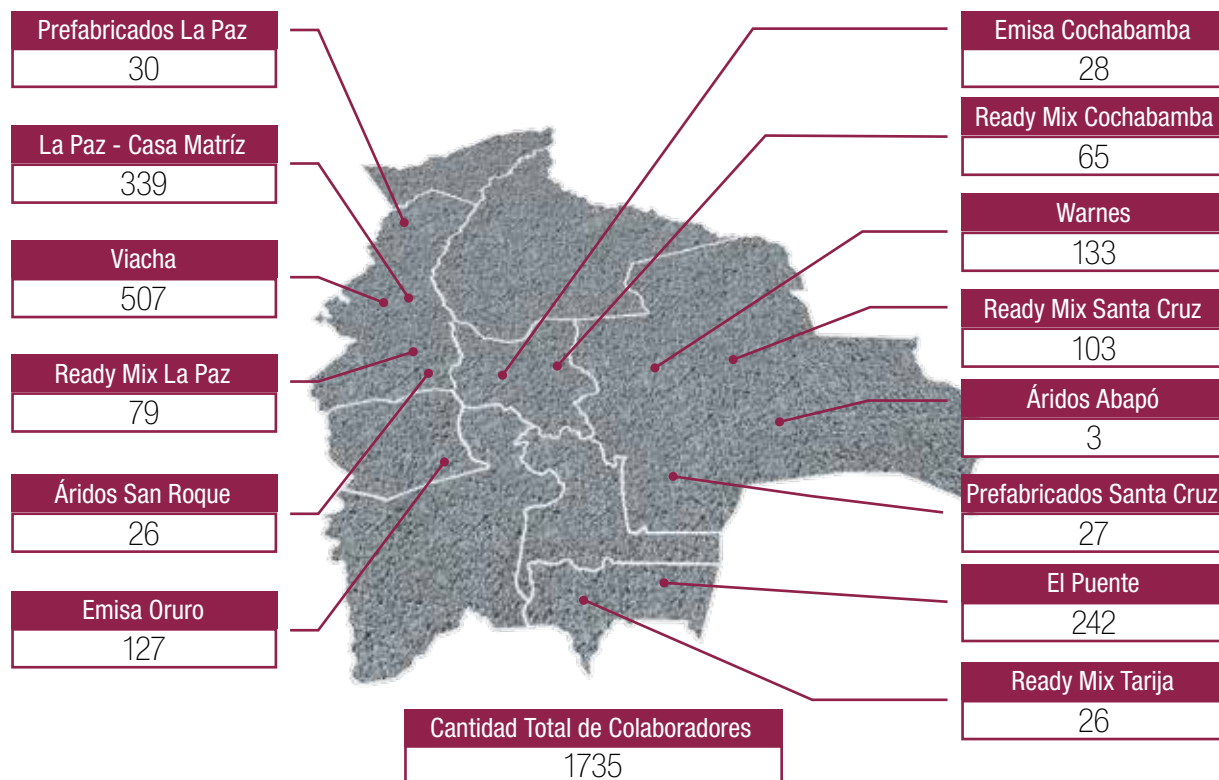 Prefabricados La Paz
30
La Paz - Casa Matríz
339
Viacha
507
Ready Mix La Paz
79
Áridos San Roque
26
Emisa Oruro
127
Emisa Cochabamba
28
Ready Mix Cochabamba
65
Warnes
133
Ready Mix Santa Cruz
103
Áridos Abapó
3
Prefabricados Santa Cruz
27
El Puente
242
Ready Mix Tarija
26
Cantidad Total de Colaboradores
1735